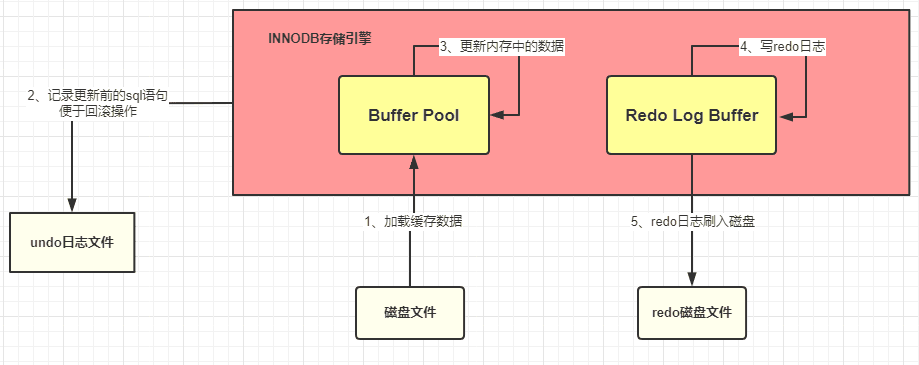 INNODB存储引擎
3、更新内存中的数据
4、写redo日志
2、记录更新前的sql语句
便于回滚操作
Buffer Pool
Redo Log Buffer
1、加载缓存数据
5、redo日志刷入磁盘
undo日志文件
磁盘文件
redo磁盘文件